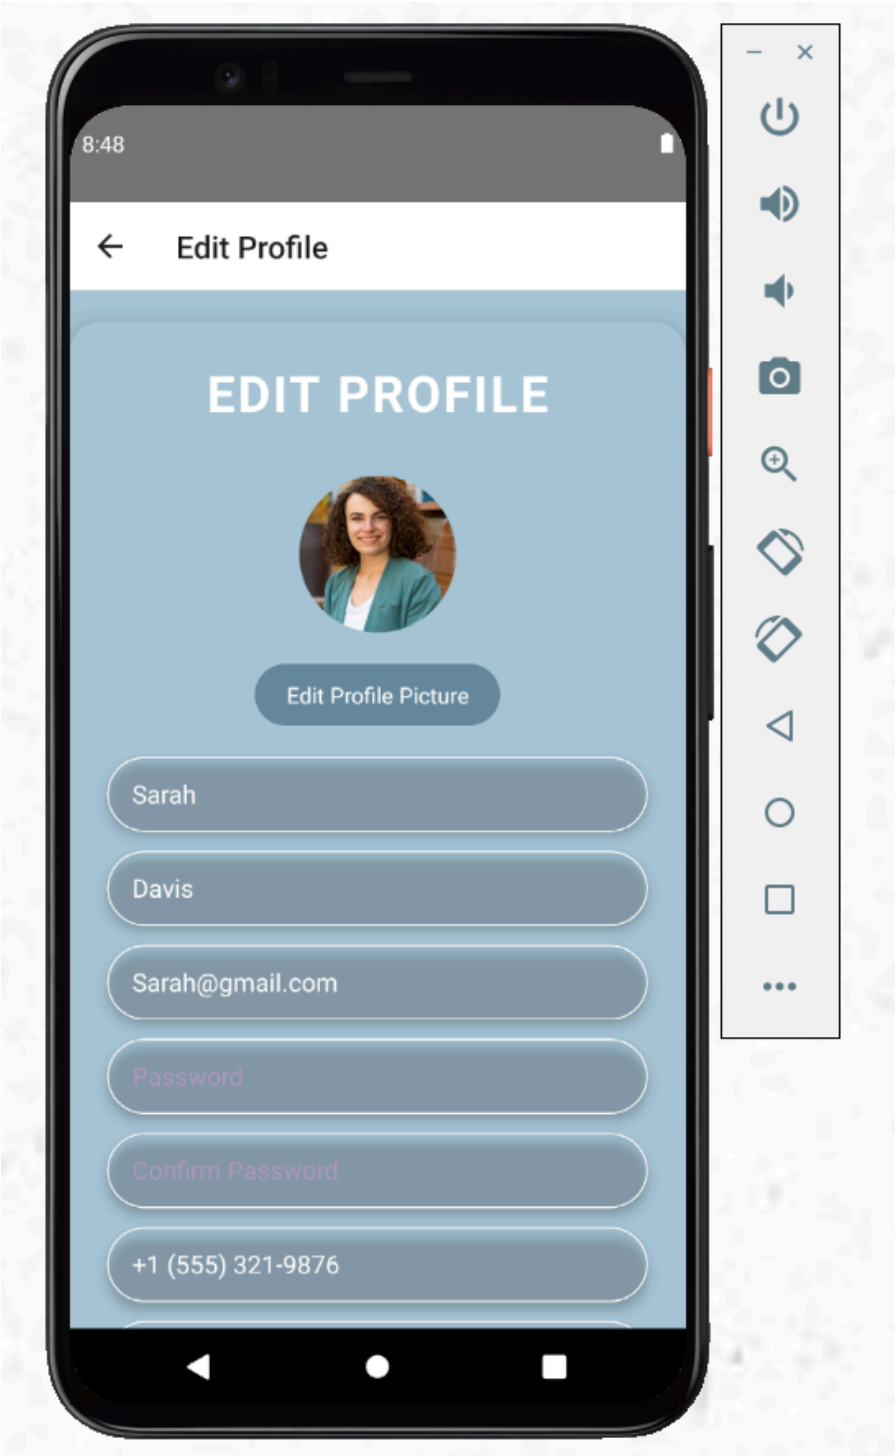 8:48
Edit Profile
EDIT PROFILE
Edit Profile Picture
Sarah
Davis
Sarah@gmail.com
Password
Confirm Password
+1 (555) 321-9876